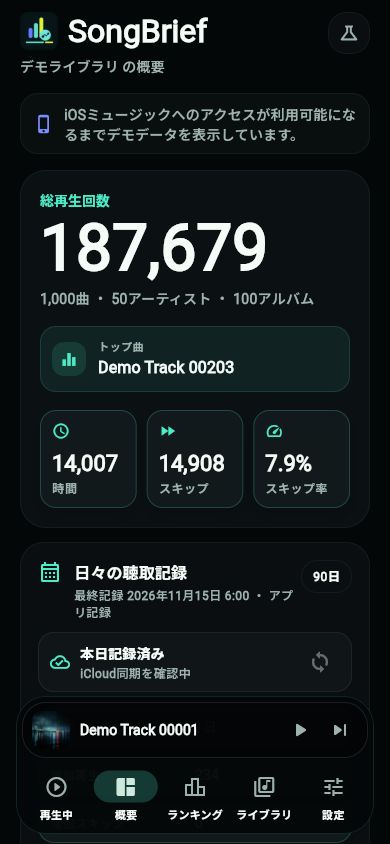 SongBrief
デモライブラリ の概要
iOSミュージックへのアクセスが利用可能にな
るまでデモデータを表示しています。
総再生回数
187,679
1,000曲 ・ 50アーティスト ・ 100アルバム
トップ曲
Demo Track 00203
14,007
時間
14,908
スキップ
7.9%
スキップ率
日々の聴取記録
90日
最終記録 2026年11月15日 6:00 ・ アプ
リ記録
本日記録済み
iCloud同期を確認中
Demo Track 00001
再生中
概要
ランキング
ライブラリ
設定